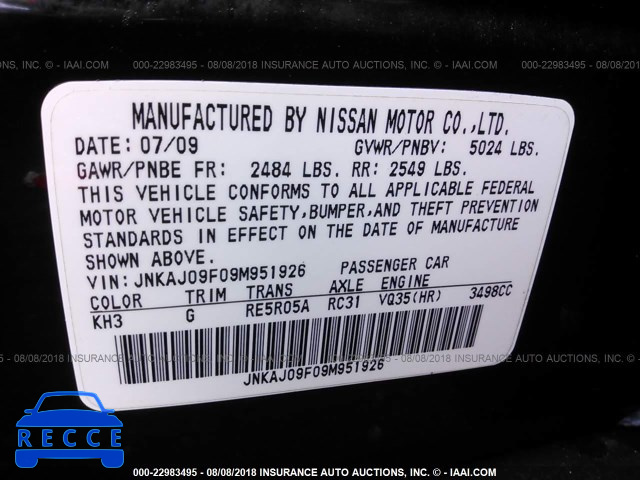 000-22983495 - 08/08/2018 INSURANCE AUTO AUCTIONS, INC. - © IAAI.COM
MANUFACTURED BY NISSAN MOTOR CO.,LTD.
DATE: 07/09 GVWR/PNBV: 5024 LBS.
GAWR/PNBE FR: 2484 LBS. RR: 2549 LBS.
THIS VEHICLE CONFORMS TO ALL APPLICABLE FEDERAL
MOTOR VEHICLE SAFETY,BUMPER,AND THEFT PREVENTION
STANDARDS IN EFFECT ON THE DATE OF MANUFACTURE
SHOWN ABOVE.
VIN:JNKAJ09F09M951926 PASSENGER CAR
COLOR TRIM TRANS AXLE ENGINE
KH3 G RE5R05A RC31 VQ35(HR) 3498CC
000-22983495 - 08/08/2018 INSURANCE AUTO AUCTIONS, INC. - © IAAI.COM
JNKAJ09F09M951926
RECCE
000-22983495 - 08/08/2018 INSURANCE AUTO AUCTIONS, INC. - © IAAI.COM